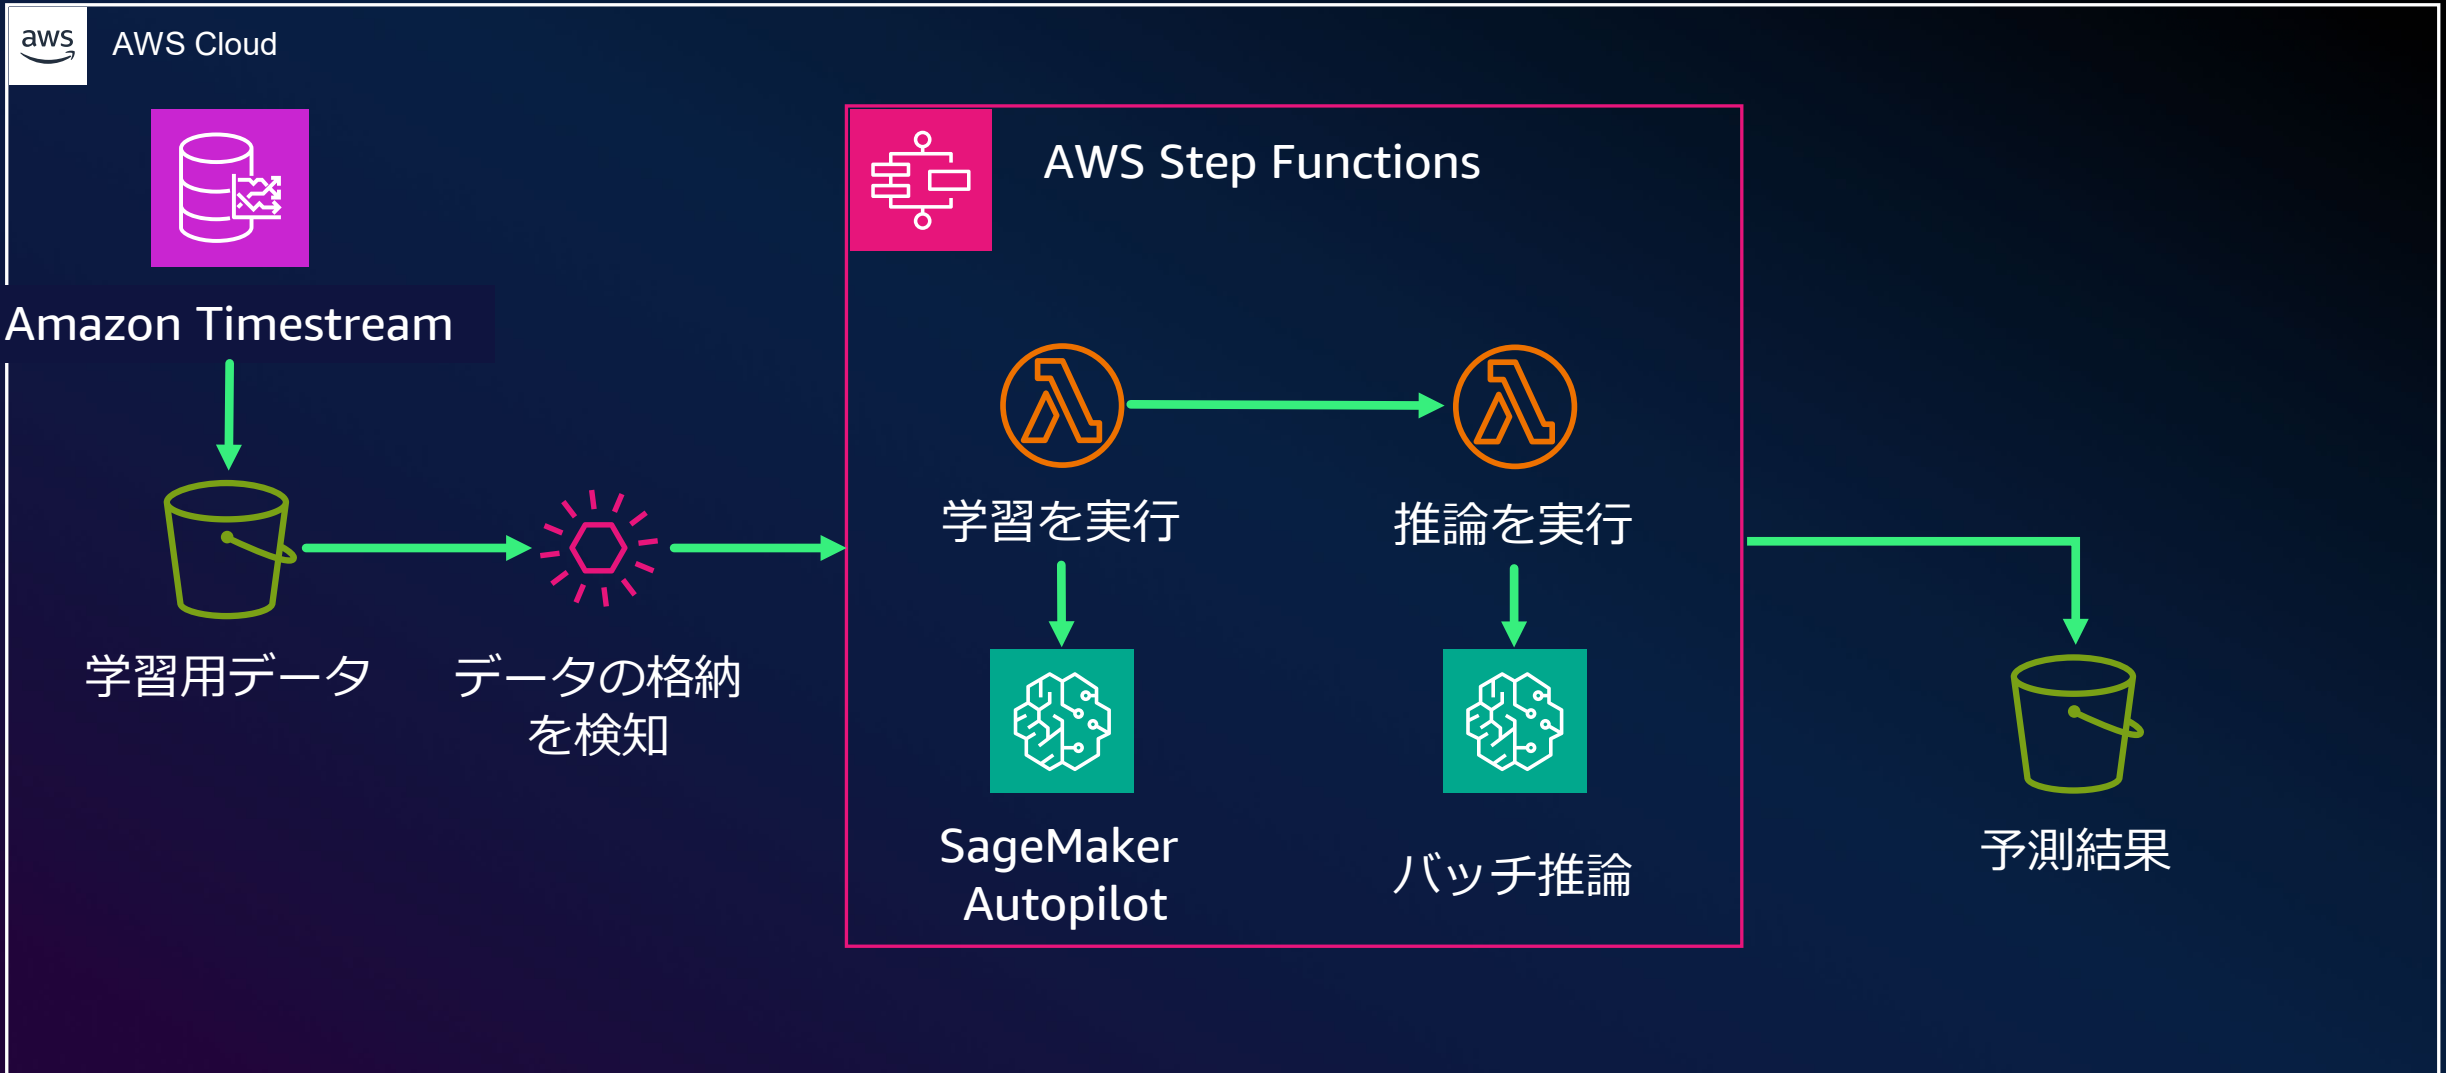 aws
AWS Cloud
AWS Step Functions
Amazon Timestream
学習を実行
推論を実行
学習用データ
データの格納
を検知
SageMaker
Autopilot
バッチ推論
予測結果